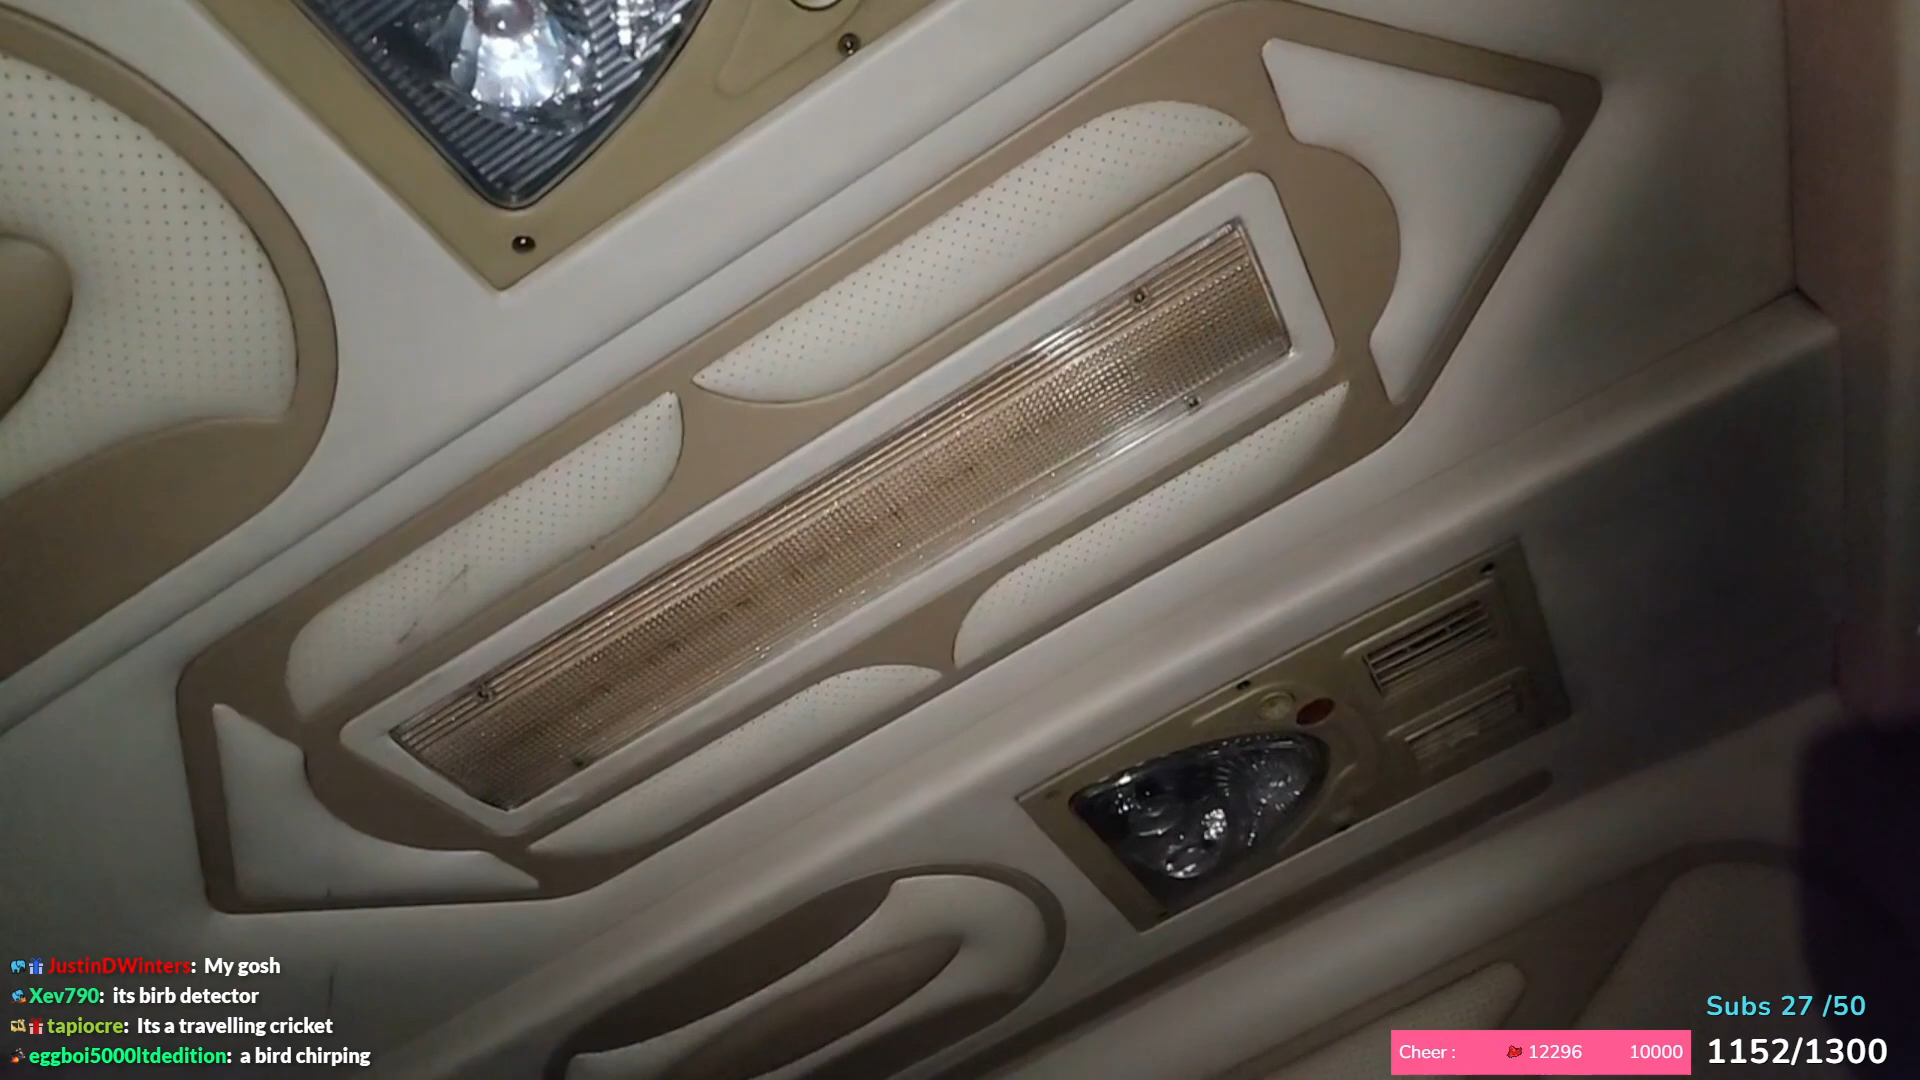 JustinDWinters: My gosh
Xev790: its birb detector
tapiocre: Its a travelling cricket
eggboi5000ltdedition: a bird chirping
Subs 27 /50
Cheer : 12296 10000
1152/1300